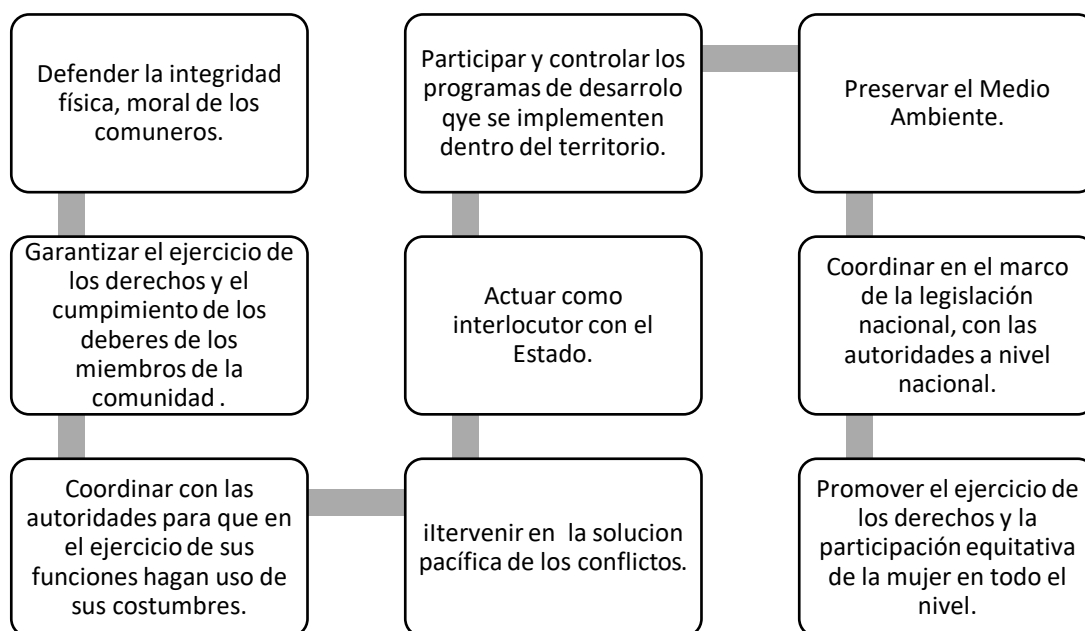 Defender la integridad
física, moral de los
comuneros.
Garantizar el ejercicio de
los derechos y el
cumpimiento de los
deberes de los
miembros de la
comunidad .
Coordinar con las
autoridades para que en
el ejercicio de sus
funciones hagan uso de
sus costumbres.
iItervenir en la solucion
pacífica de los conflictos.
Actuar como
interlocutor con el
Estado.
Participar y controlar los
programas de desarrolo
qye se implementen
dentro del territorio.
Preservar el Medio
Ambiente.
Coordinar en el marco
de la legislación
nacional, con las
autoridades a nivel
nacional.
Promover el ejercicio de
los derechos y la
participación equitativa
de la mujer en todo el
nivel.